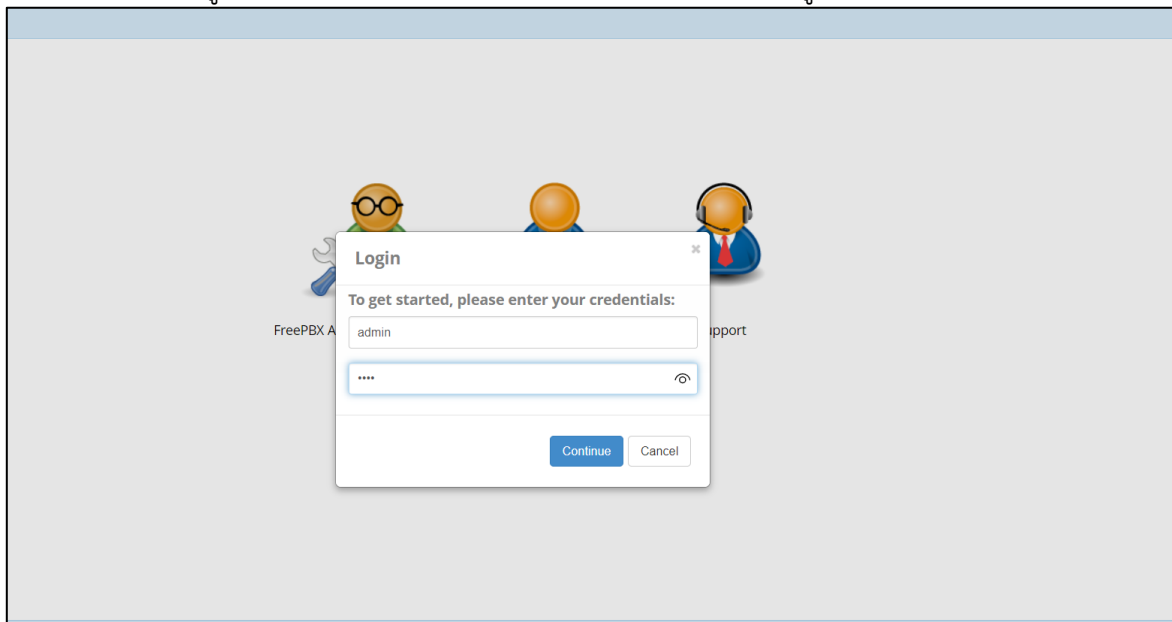 Login
×
To get started, please enter your credentials:
FreePBX A
admin
pport
••••
Continue
Cancel